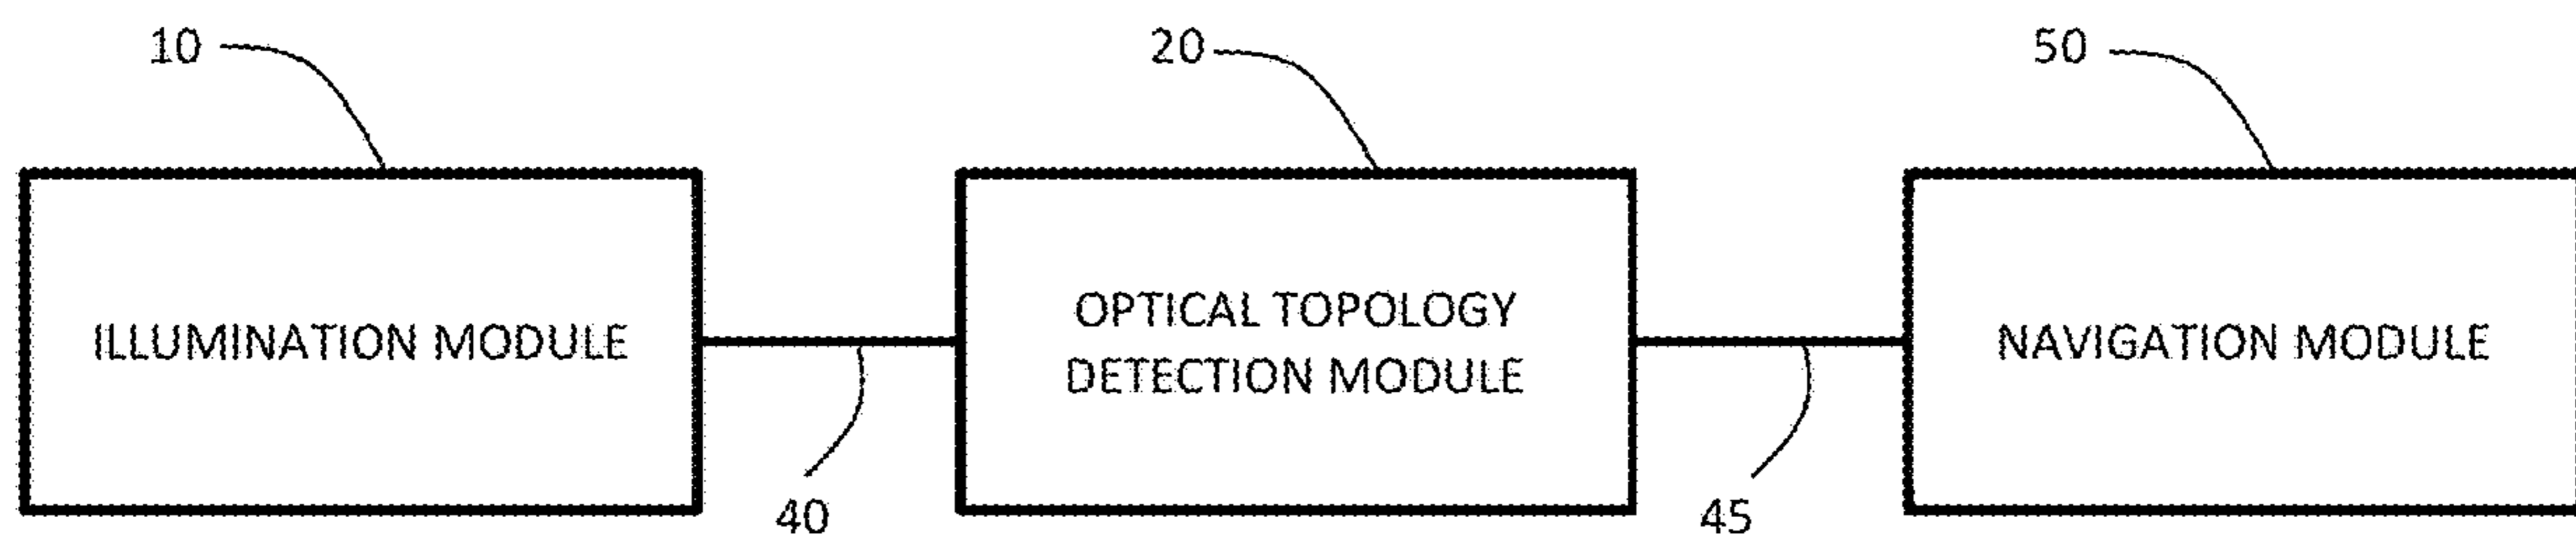 10
20
50
ILLUMINATION MODULE
OPTICAL TOPOLOGY
DETECTION MODULE
NAVIGATION MODULE
40
45